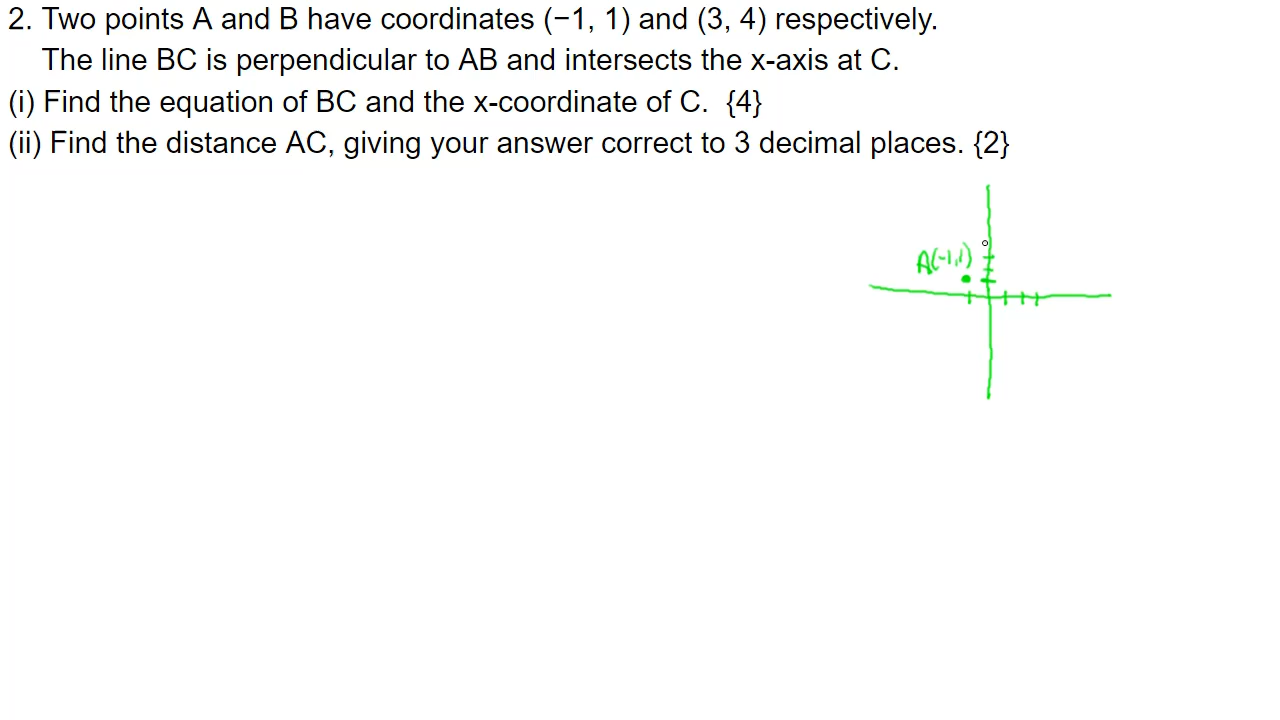 2. Two points A and B have coordinates (−1, 1) and (3, 4) respectively.
The line BC is perpendicular to AB and intersects the x-axis at C.
(i) Find the equation of BC and the x-coordinate of C. {4}
(ii) Find the distance AC, giving your answer correct to 3 decimal places. {2}
A(-1,1)